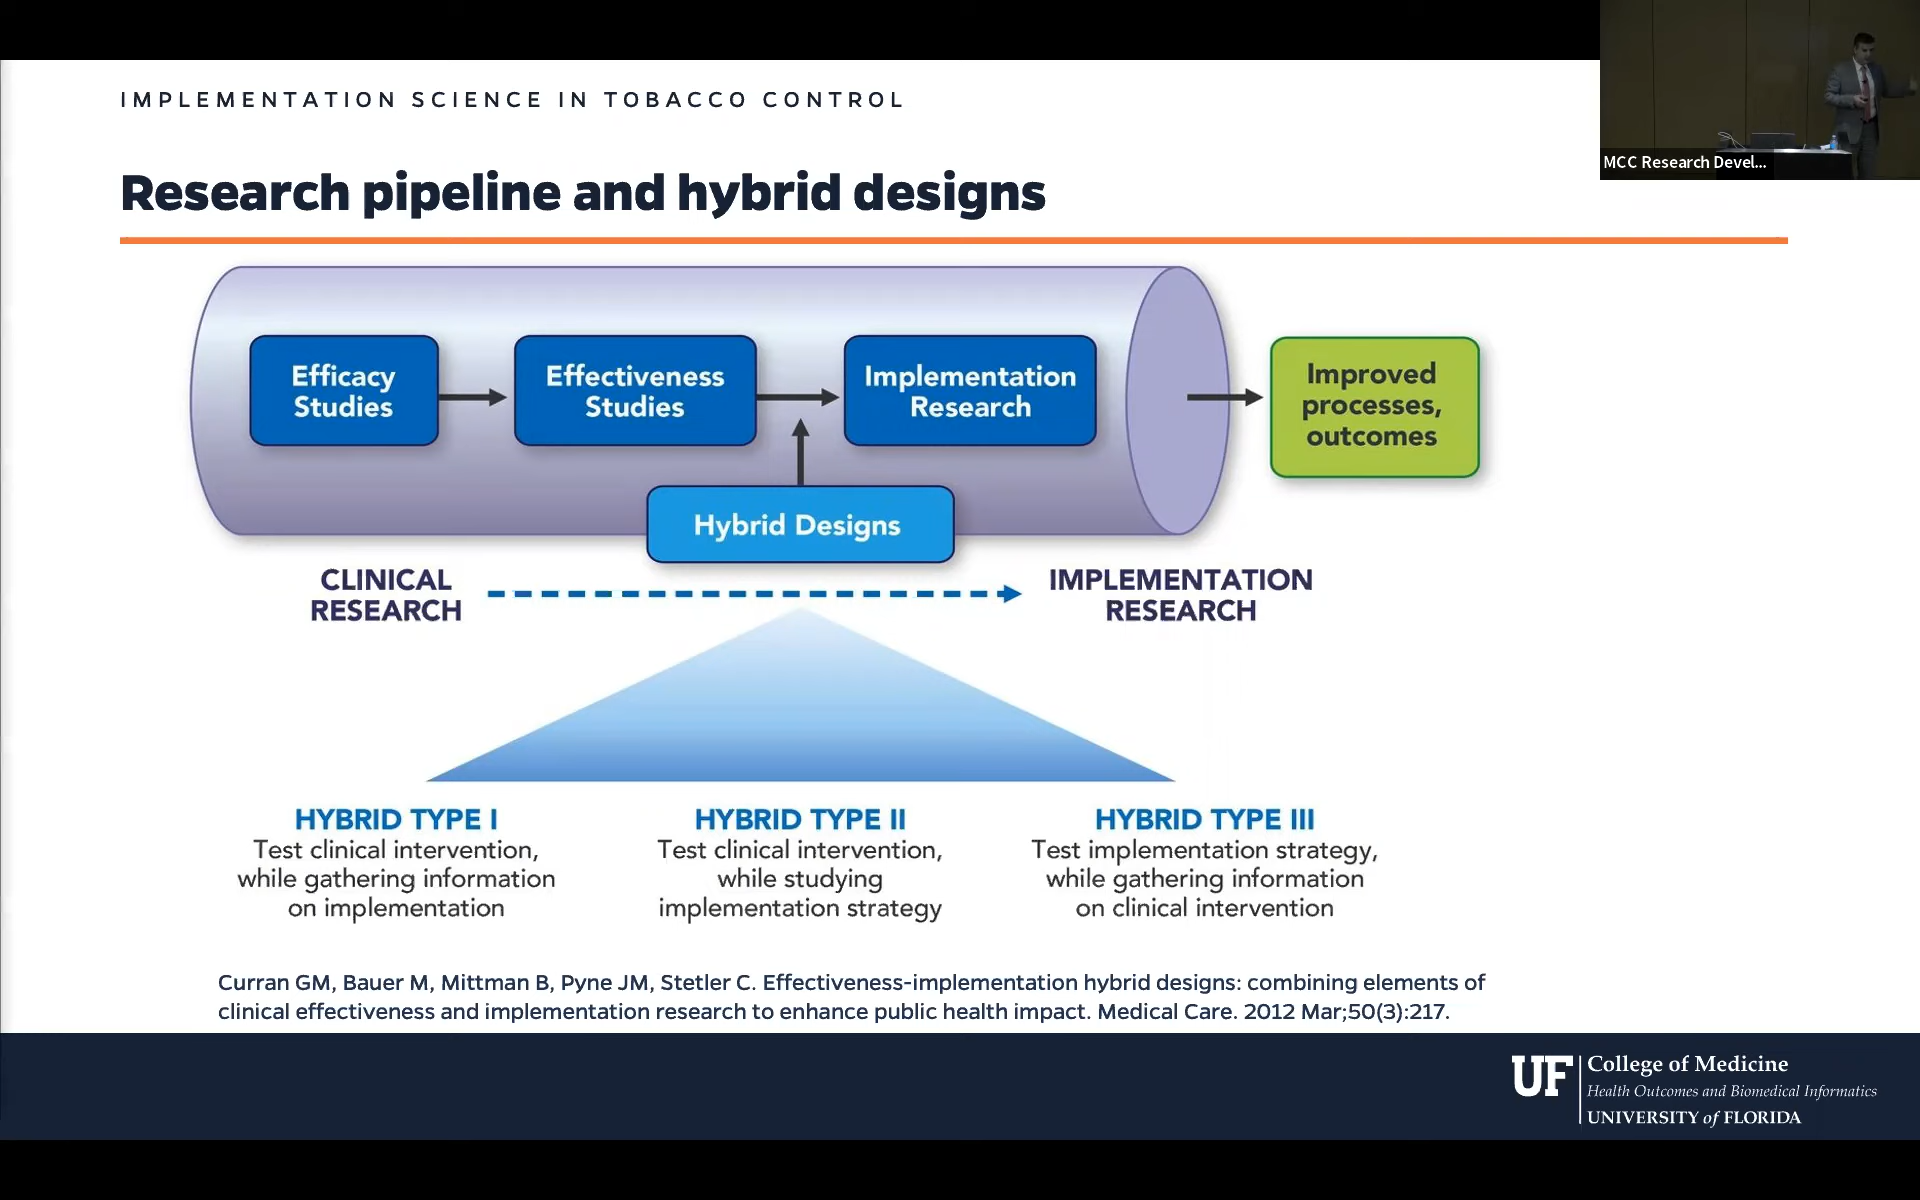 IMPLEMENTATION SCIENCE IN TOBACCO CONTROL
MCC Research Devel...
Research pipeline and hybrid designs
Efficacy
Studies
Effectiveness
Studies
Implementation
Research
Improved
processes,
outcomes
Hybrid Designs
CLINICAL
RESEARCH
IMPLEMENTATION
RESEARCH
HYBRID TYPE I
Test clinical intervention,
while gathering information
on implementation
HYBRID TYPE II
Test clinical intervention,
while studying
implementation strategy
HYBRID TYPE III
Test implementation strategy,
while gathering information
on clinical intervention
Curran GM, Bauer M, Mittman B, Pyne JM, Stetler C. Effectiveness-implementation hybrid designs: combining elements of
clinical effectiveness and implementation research to enhance public health impact. Medical Care. 2012 Mar;50(3):217.
UF
College of Medicine
Health Outcomes and Biomedical Informatics
UNIVERSITY of FLORIDA